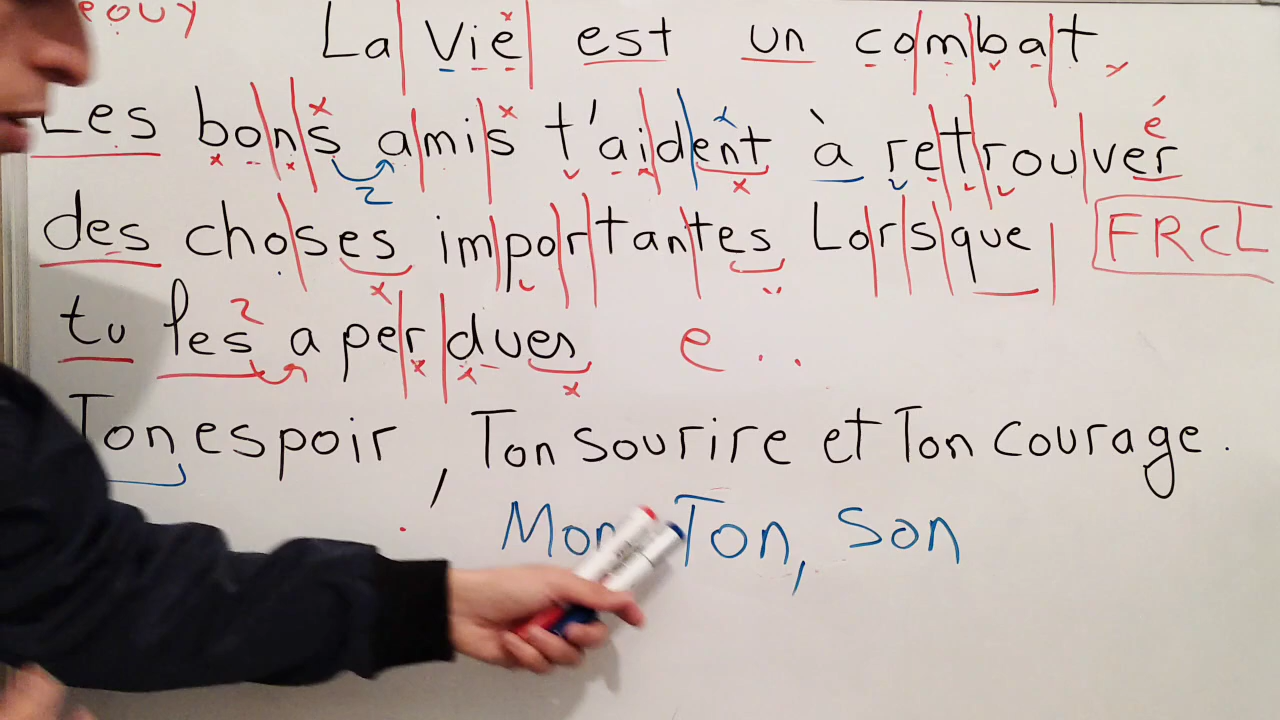 eouy
La Vie est un combat
Les bons amis t'aident à retrouver
é
des choses importantes Lorsque
FRCL
tu les a perdues e..
Ton espoir, Ton sourire et Ton courage.
Mon, Ton, Son